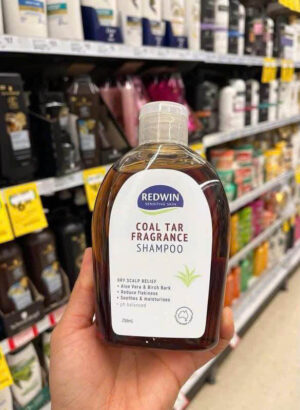 REDWIN
SENSITIVE SKIN
COAL TAR
FRAGRANCE
SHAMPOO
DRY SCALP RELIEF
• Aloe Vera & Birch Bark
• Reduce flakiness
• Soothes & moisturises
• pH balanced
250mL